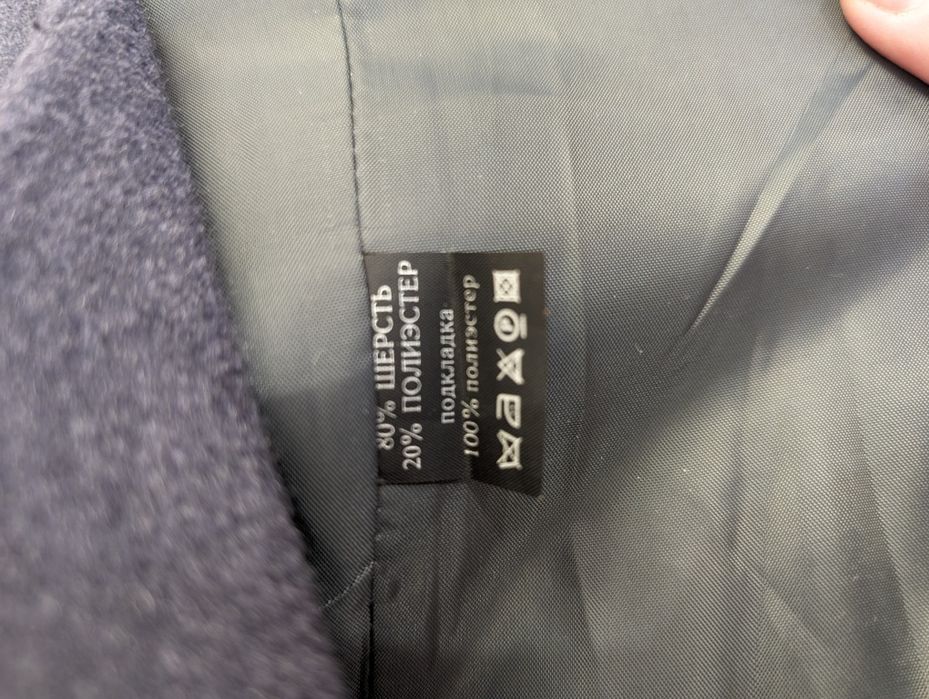 80% ШЕРСТЬ
20% ПОЛИЭСТЕР
подкладка
100% полиэстер
P